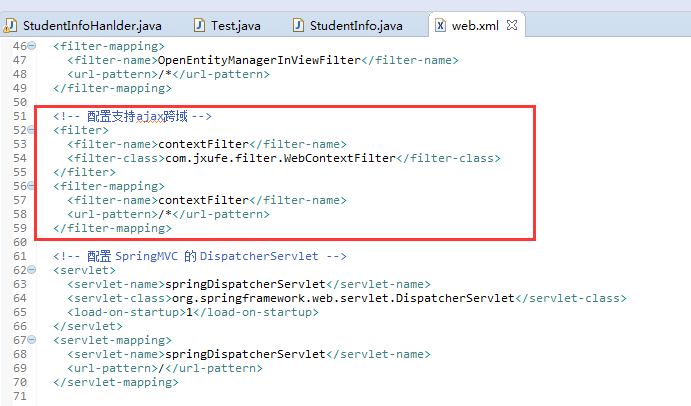 StudentInfoHanlder.java Test.java StudentInfo.java web.xml
46 <filter-mapping>
47 <filter-name>OpenEntityManagerInViewFilter</filter-name>
48 <url-pattern>/*</url-pattern>
49 </filter-mapping>
50
51 <!-- 配置支持ajax跨域 -->
52 <filter>
53 <filter-name>contextFilter</filter-name>
54 <filter-class>com.jxufe.filter.WebContextFilter</filter-class>
55 </filter>
56 <filter-mapping>
57 <filter-name>contextFilter</filter-name>
58 <url-pattern>/*</url-pattern>
59 </filter-mapping>
60
61 <!-- 配置 SpringMVC 的 DispatcherServlet -->
62 <servlet>
63 <servlet-name>springDispatcherServlet</servlet-name>
64 <servlet-class>org.springframework.web.servlet.DispatcherServlet</servlet-class>
65 <load-on-startup>1</load-on-startup>
66 </servlet>
67 <servlet-mapping>
68 <servlet-name>springDispatcherServlet</servlet-name>
69 <url-pattern>/</url-pattern>
70 </servlet-mapping>
71